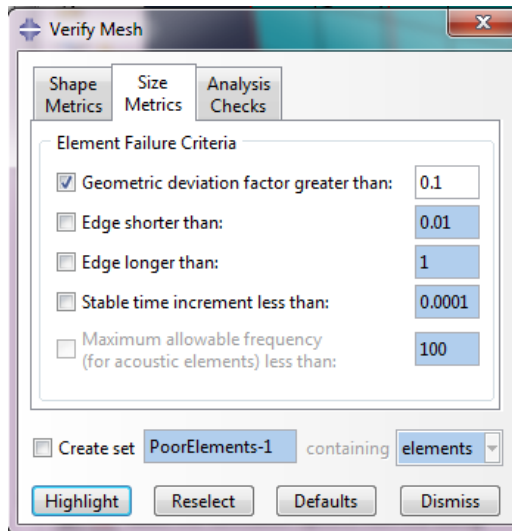 Verify Mesh
x
Shape Metrics
Size Metrics
Analysis Checks
Element Failure Criteria
Geometric deviation factor greater than: 0.1
Edge shorter than: 0.01
Edge longer than: 1
Stable time increment less than: 0.0001
Maximum allowable frequency
(for acoustic elements) less than: 100
Create set PoorElements-1 containing elements
Highlight Reselect Defaults Dismiss